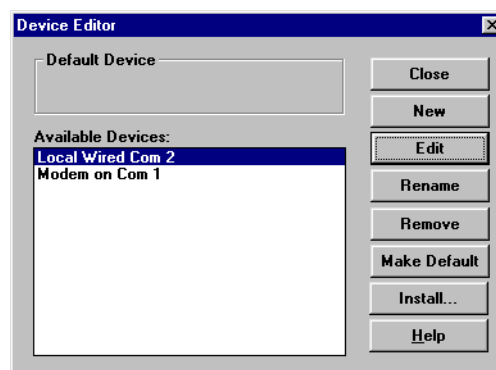 Device Editor
Default Device
Available Devices:
Local Wired Com 2
Modem on Com 1
Close
New
Edit
Rename
Remove
Make Default
Install...
Help